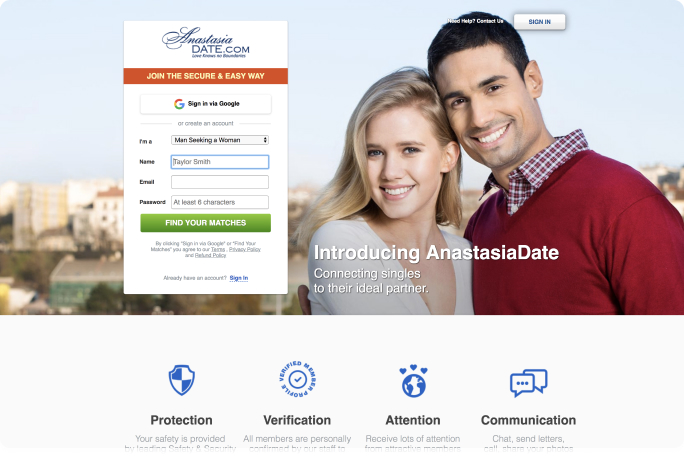 Need Help? Contact Us
SIGN IN
Anastasia
DATE.COM
Love Knows no Boundaries
JOIN THE SECURE & EASY WAY
Sign in via Google
or create an account
I'm a
Man Seeking a Woman
Name
Taylor Smith
Email
Password
At least 6 characters
FIND YOUR MATCHES
By clicking "Sign in via Google" or "Find Your
Matches" you agree to our Terms , Privacy Policy
and Refund Policy
Already have an account? Sign In
Introducing AnastasiaDate
Connecting singles
to their ideal partner.
VERIFIED MEMBER PROFILE
Protection
Verification
Attention
Communication
Your safety is provided
All members are personally
Receive lots of attention
Chat, send letters,
by leading Safety & Security
confirmed by our staff to
from attractive members
call, share your photos